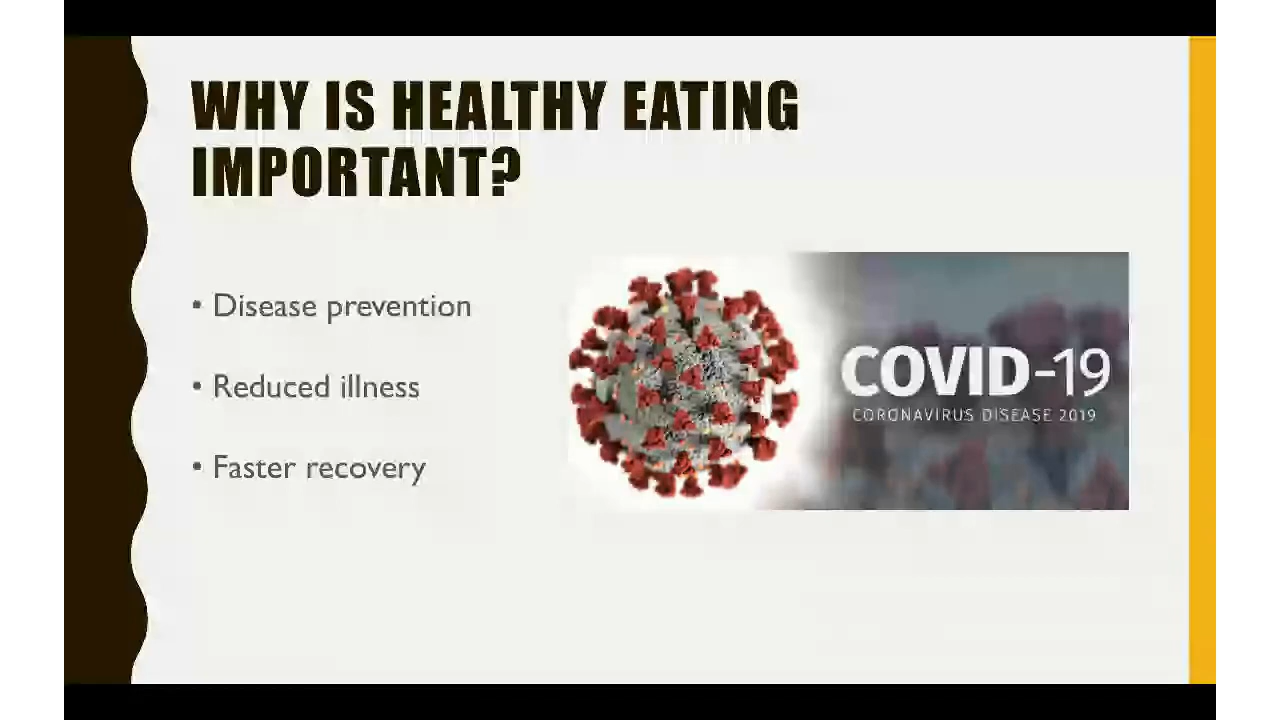 WHY IS HEALTHY EATING
IMPORTANT?
• Disease prevention
• Reduced illness
• Faster recovery
COVID-19
CORONAVIRUS DISEASE 2019